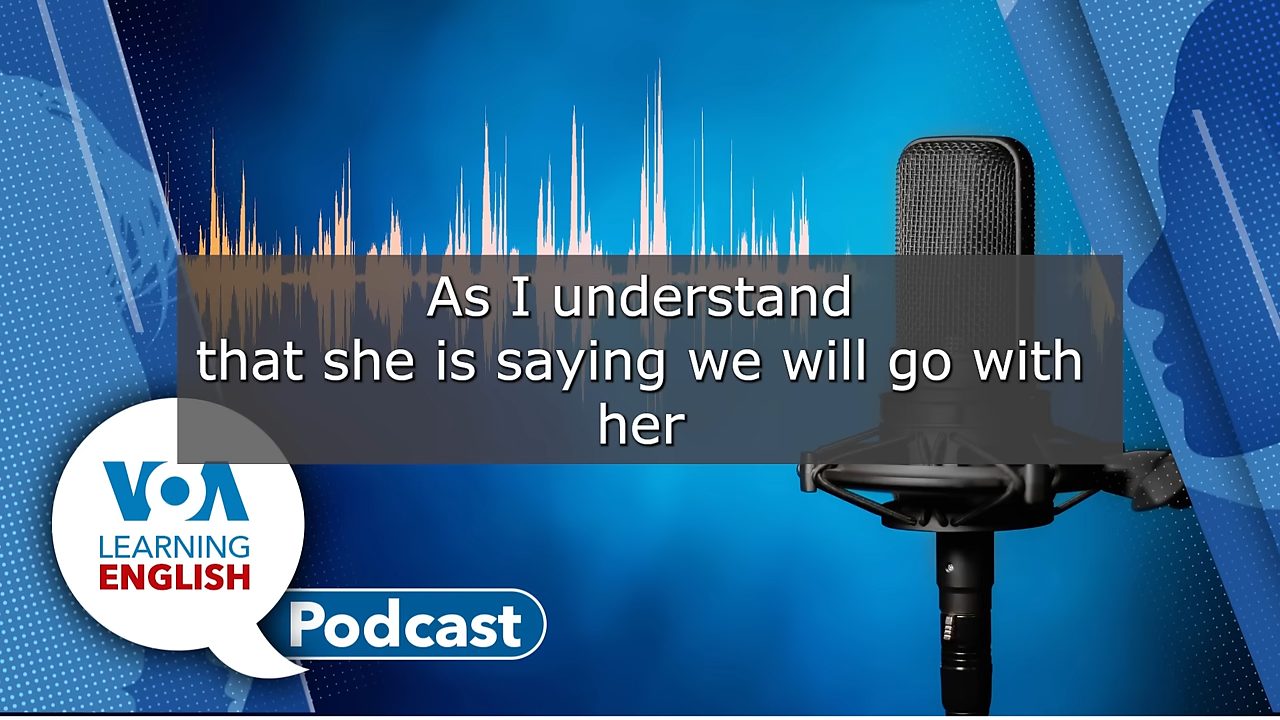 As I understand
that she is saying we will go with
her
VOA
LEARNING
ENGLISH
Podcast